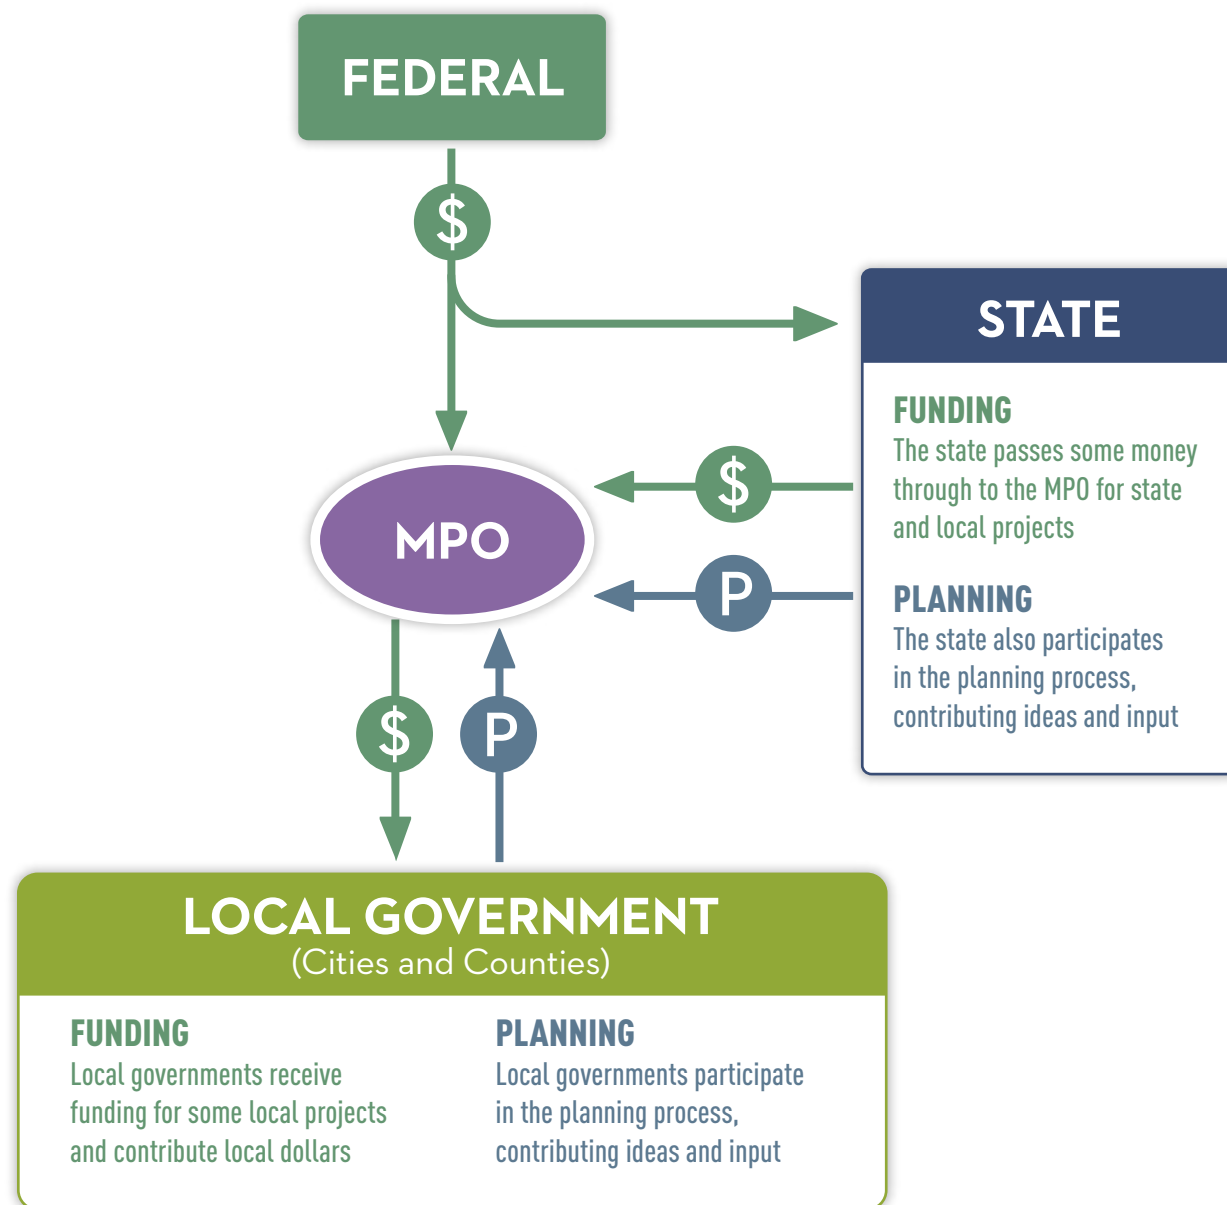 FEDERAL
$
STATE
FUNDING
The state passes some money
through to the MPO for state
and local projects
PLANNING
The state also participates
in the planning process,
contributing ideas and input
$
MPO
P
$
P
LOCAL GOVERNMENT
(Cities and Counties)
FUNDING
Local governments receive
funding for some local projects
and contribute local dollars
PLANNING
Local governments participate
in the planning process,
contributing ideas and input